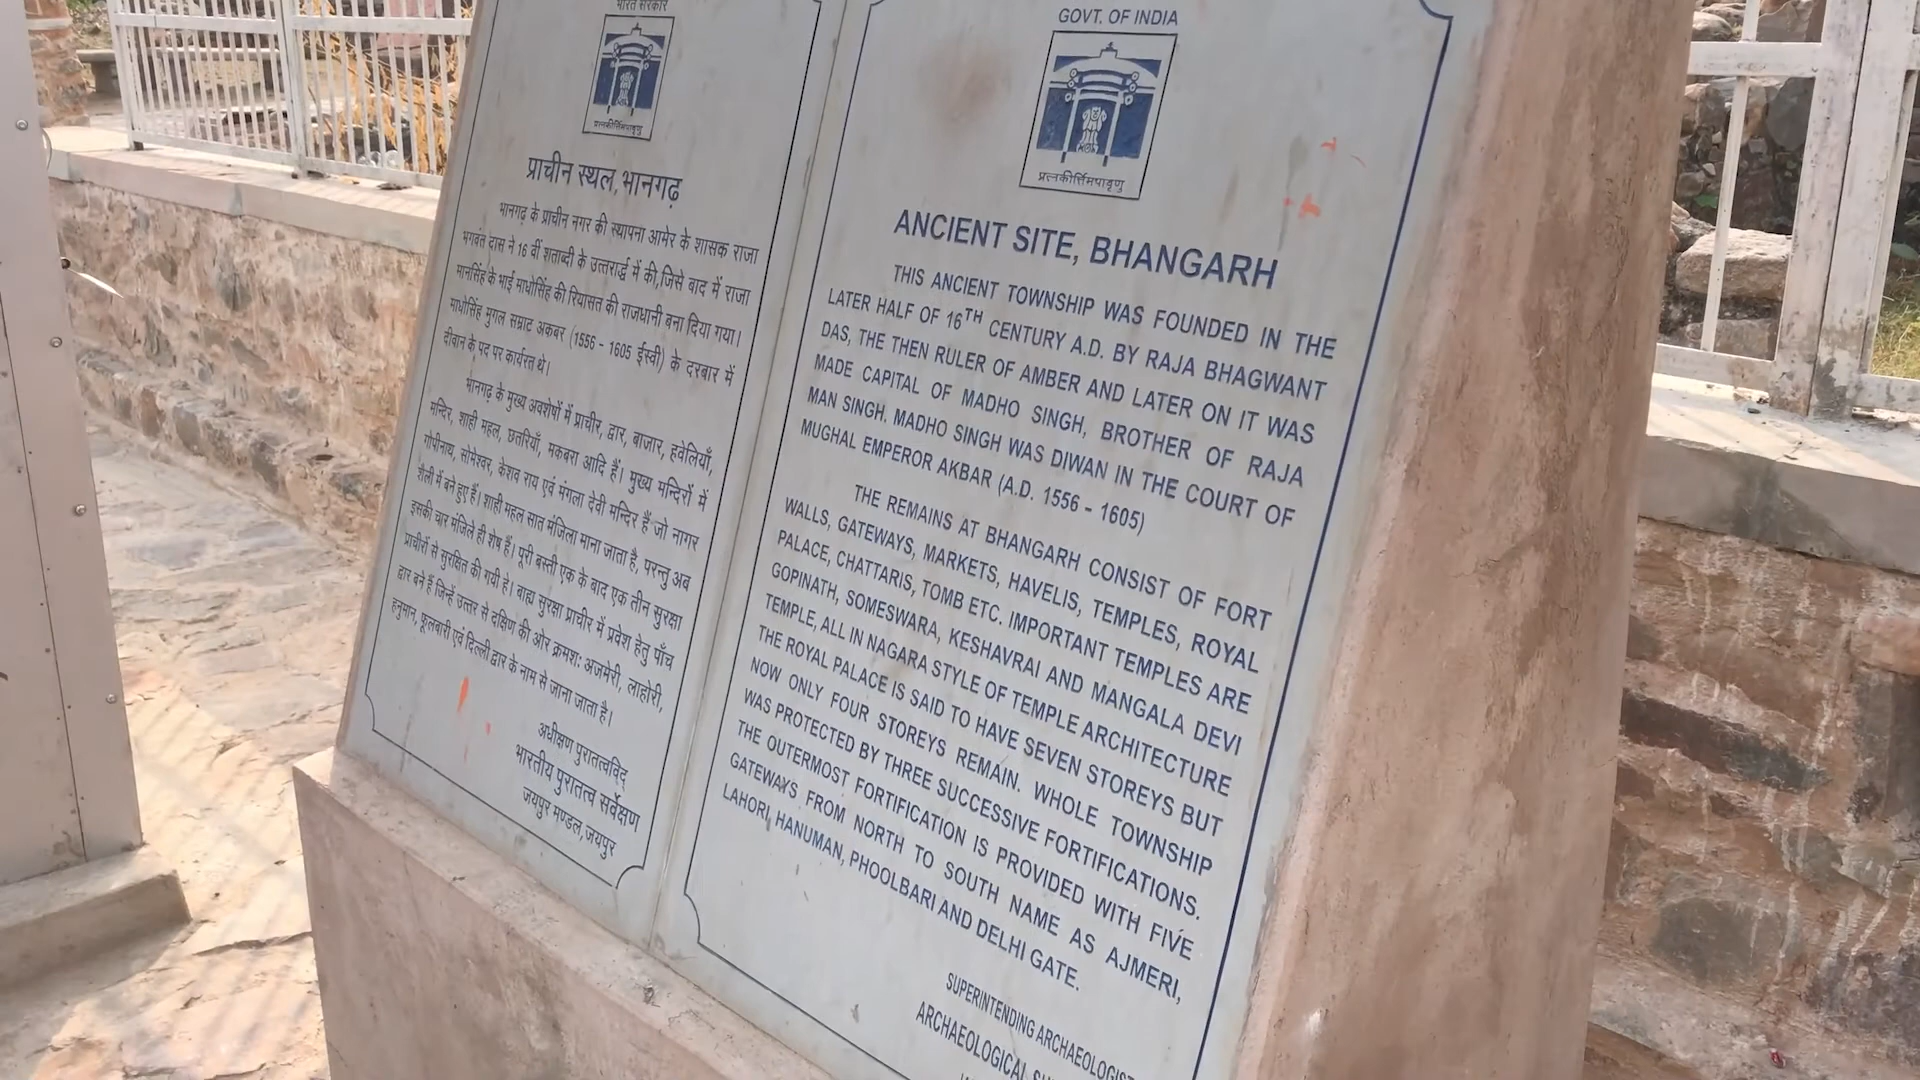 भारत सरकार
प्रत्नकीर्त्तिमपावृणु
प्राचीन स्थल, भानगढ़
भानगढ़ के प्राचीन नगर की स्थापना आमेर के शासक राजा
भगवंत दास ने 16 वीं शताब्दी के उत्तरार्द्ध में की,जिसे बाद में राजा
मानसिंह के भाई माधोसिंह की रियासत की राजधानी बना दिया गया।
माधोसिंह मुगल सम्राट अकबर (1556 - 1605 ईस्वी) के दरबार में
दीवान के पद पर कार्यरत थे।
भानगढ़ के मुख्य अवशेषों में प्राचीर, द्वार, बाजार, हवेलियाँ,
मन्दिर, शाही महल, छतरियाँ, मकबरा आदि हैं। मुख्य मन्दिरों में
गोपीनाथ, सोमेश्वर, केशव राय एवं मंगला देवी मन्दिर हैं जो नागर
शैली में बने हुए हैं। शाही महल सात मंजिला माना जाता है, परन्तु अब
इसकी चार मंजिले ही शेष हैं। पूरी बस्ती एक के बाद एक तीन सुरक्षा
प्राचीरों से सुरक्षित की गयी हे। बाह्य सुरक्षा प्राचीर में प्रवेश हेतु पाँच
द्वार बने हैं जिन्हें उत्तर से दक्षिण की ओर क्रमश: अजमेरी, लाहोरी,
हनुमान, फूलबारी एवं दिल्ली द्वार के नाम से जाना जाता है।
अधीक्षण पुरातत्वविद्
भारतीय पुरातत्व सर्वेक्षण
जयपुर मण्डल,जयपुर
GOVT. OF INDIA
प्रत्नकीर्त्तिमपावृणु
ANCIENT SITE, BHANGARH
THIS ANCIENT TOWNSHIP WAS FOUNDED IN THE
LATER HALF OF 16TH CENTURY A.D. BY RAJA BHAGWANT
DAS, THE THEN RULER OF AMBER AND LATER ON IT WAS
MADE CAPITAL OF MADHO SINGH, BROTHER OF RAJA
MAN SINGH. MADHO SINGH WAS DIWAN IN THE COURT OF
MUGHAL EMPEROR AKBAR (A.D. 1556 - 1605)
THE REMAINS AT BHANGARH CONSIST OF FORT
WALLS, GATEWAYS, MARKETS, HAVELIS, TEMPLES, ROYAL
PALACE, CHATTARIS, TOMB ETC. IMPORTANT TEMPLES ARE
GOPINATH, SOMESWARA, KESHAVRAI AND MANGALA DEVI
TEMPLE, ALL IN NAGARA STYLE OF TEMPLE ARCHITECTURE
THE ROYAL PALACE IS SAID TO HAVE SEVEN STOREYS BUT
NOW ONLY FOUR STOREYS REMAIN. WHOLE TOWNSHIP
WAS PROTECTED BY THREE SUCCESSIVE FORTIFICATIONS.
THE OUTERMOST FORTIFICATION IS PROVIDED WITH FIVE
GATEWAYS FROM NORTH TO SOUTH NAME AS AJMERI,
LAHORI, HANUMAN, PHOOLBARI AND DELHI GATE.
SUPERINTENDING ARCHAEOLOGIST
ARCHAEOLOGICAL